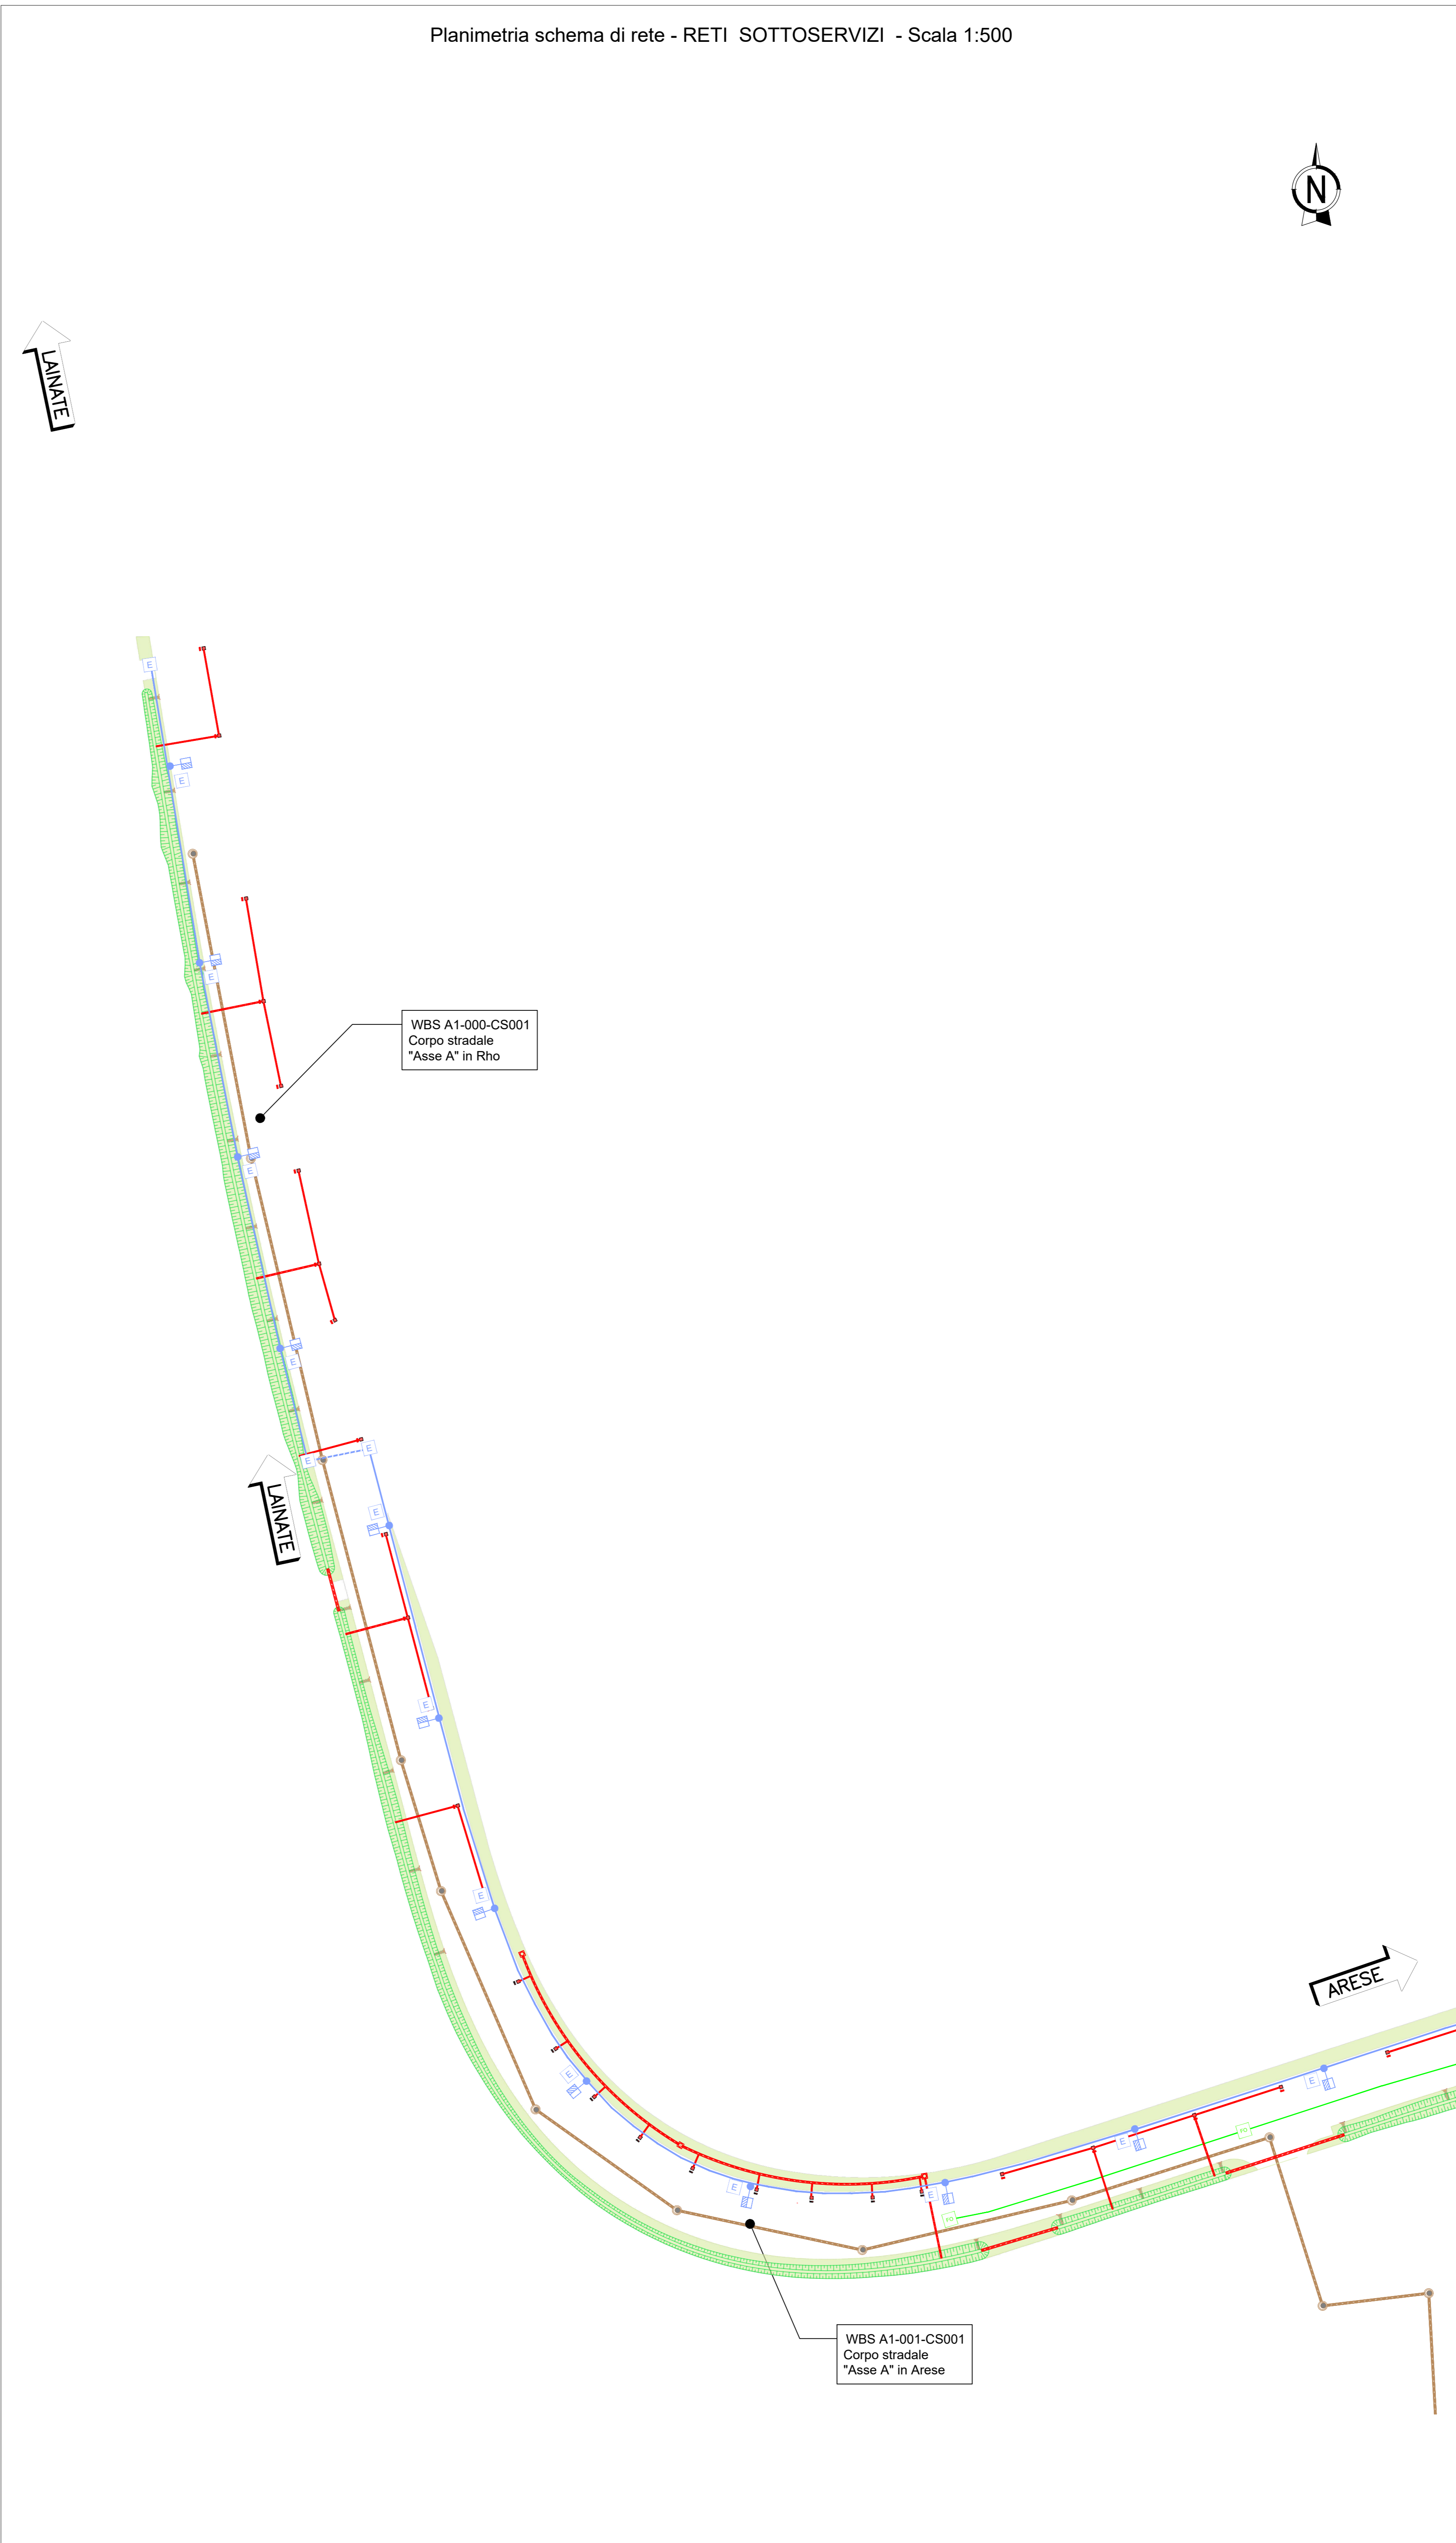 Planimetria schema di rete - RETI SOTTOSERVIZI - Scala 1:500
N
LAINATE
E
E
E
WBS A1-000-CS001
Corpo stradale
"Asse A" in Rho
E
E
E
E
LAINATE
E
E
E
ARESE
E
E
E
E
E
WBS A1-001-CS001
Corpo stradale
"Asse A" in Arese